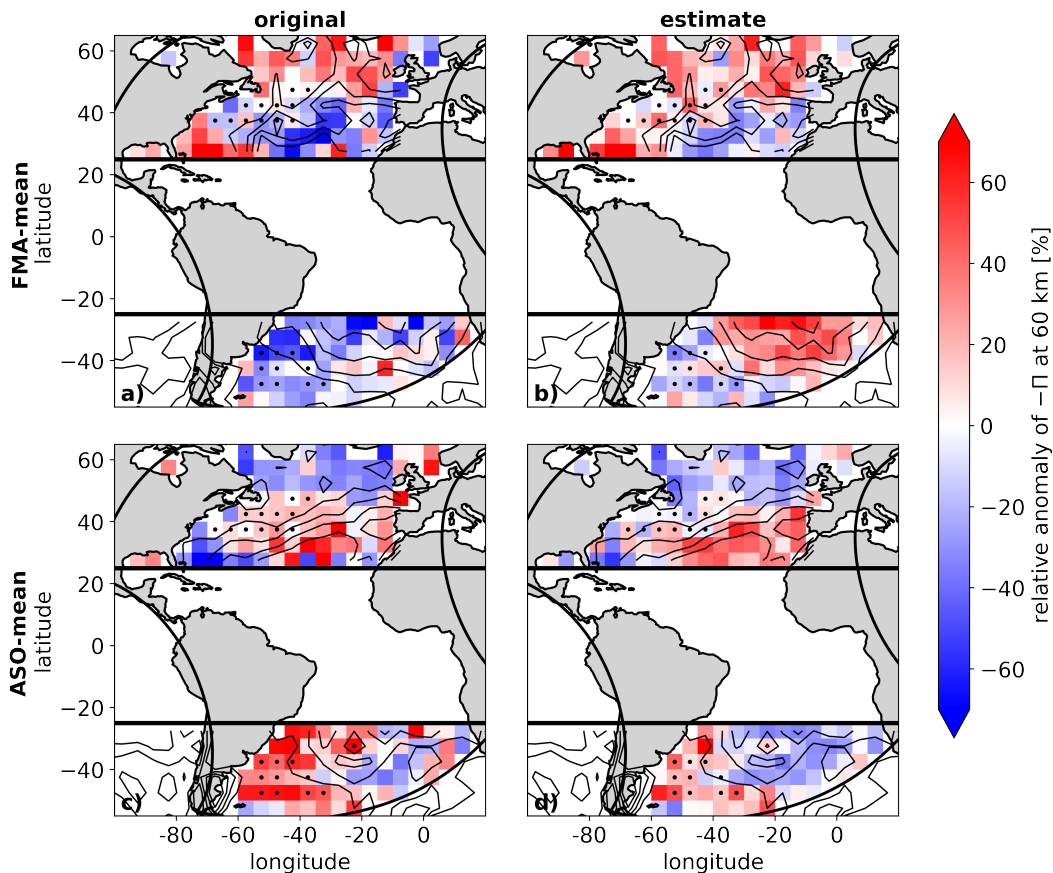 original estimate
60
40
20
0
−20
−40
FMA-mean
latitude
a) b)
60
40
20
0
−20
−40
ASO-mean
latitude
c) d)
-80 -60 -40 -20 0 -80 -60 -40 -20 0
longitude longitude
60
40
20
0
−20
−40
−60
relative anomaly of −Π at 60 km [%]